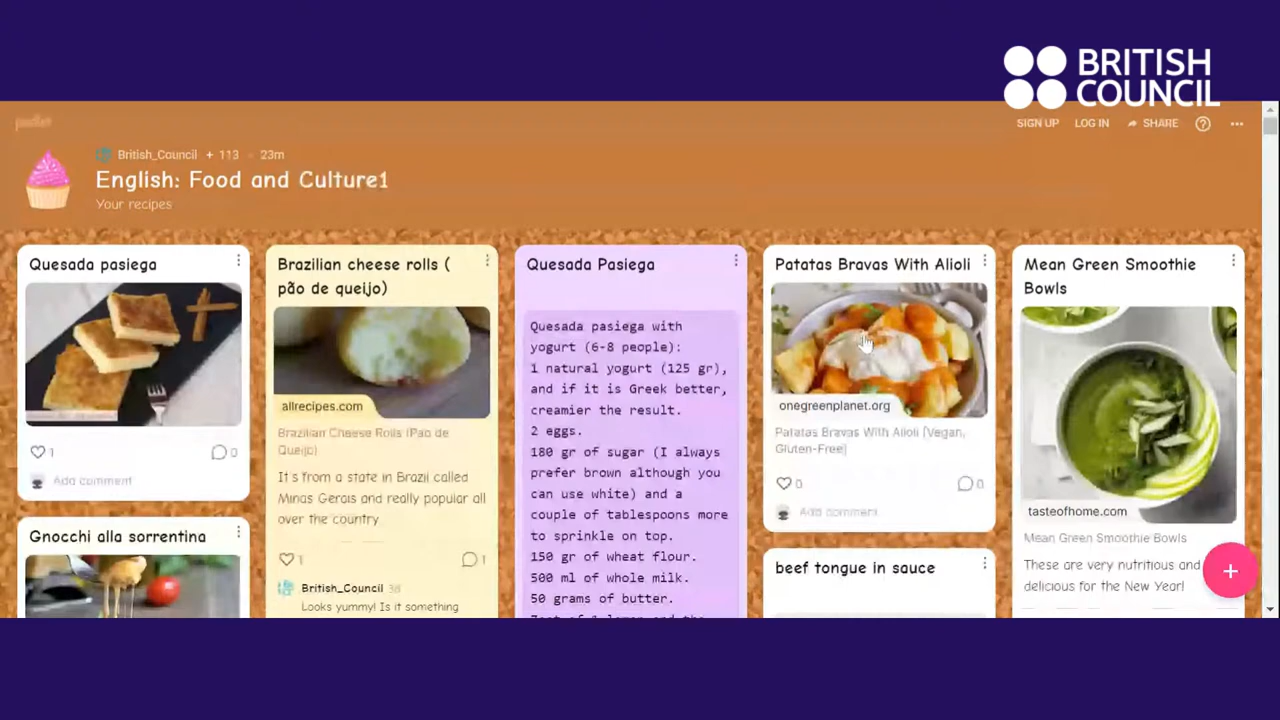 BRITISH
COUNCIL
padlet
SIGN UP
LOG IN
SHARE
British_Council + 113 · 23m
English: Food and Culture1
Your recipes
Quesada pasiega
1
0
Add comment
Gnocchi alla sorrentina
Brazilian cheese rolls (
pão de queijo)
allrecipes.com
Brazilian Cheese Rolls (Pao de
Queijo)
It's from a state in Brazil called
Minas Gerais and really popular all
over the country.
1
1
British_Council 3d
Looks yummy! Is it something
Quesada Pasiega
Quesada pasiega with
yogurt (6-8 people):
1 natural yogurt (125 gr),
and if it is Greek better,
creamier the result.
2 eggs.
180 gr of sugar (I always
prefer brown although you
can use white) and a
couple of tablespoons more
to sprinkle on top.
150 gr of wheat flour.
500 ml of whole milk.
50 grams of butter.
Zest of 1 lemon and the
Patatas Bravas With Alioli
onegreenplanet.org
Patatas Bravas With Alioli [Vegan,
Gluten-Free]
0
0
Add comment
beef tongue in sauce
Mean Green Smoothie
Bowls
tasteofhome.com
Mean Green Smoothie Bowls
These are very nutritious and
delicious for the New Year!